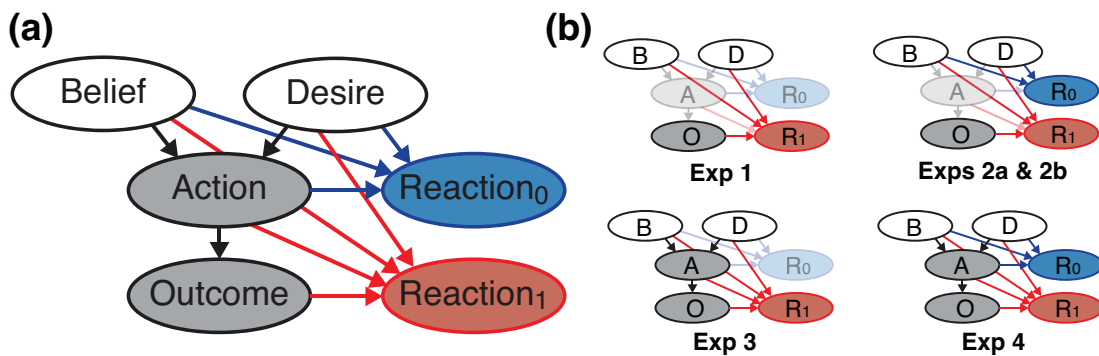 (a)
Belief
Desire
Action
Reaction0
Outcome
Reaction1
(b)
B
D
A
R0
O
R1
Exp 1
B
D
A
R0
O
R1
Exps 2a & 2b
B
D
A
R0
O
R1
Exp 3
B
D
A
R0
O
R1
Exp 4